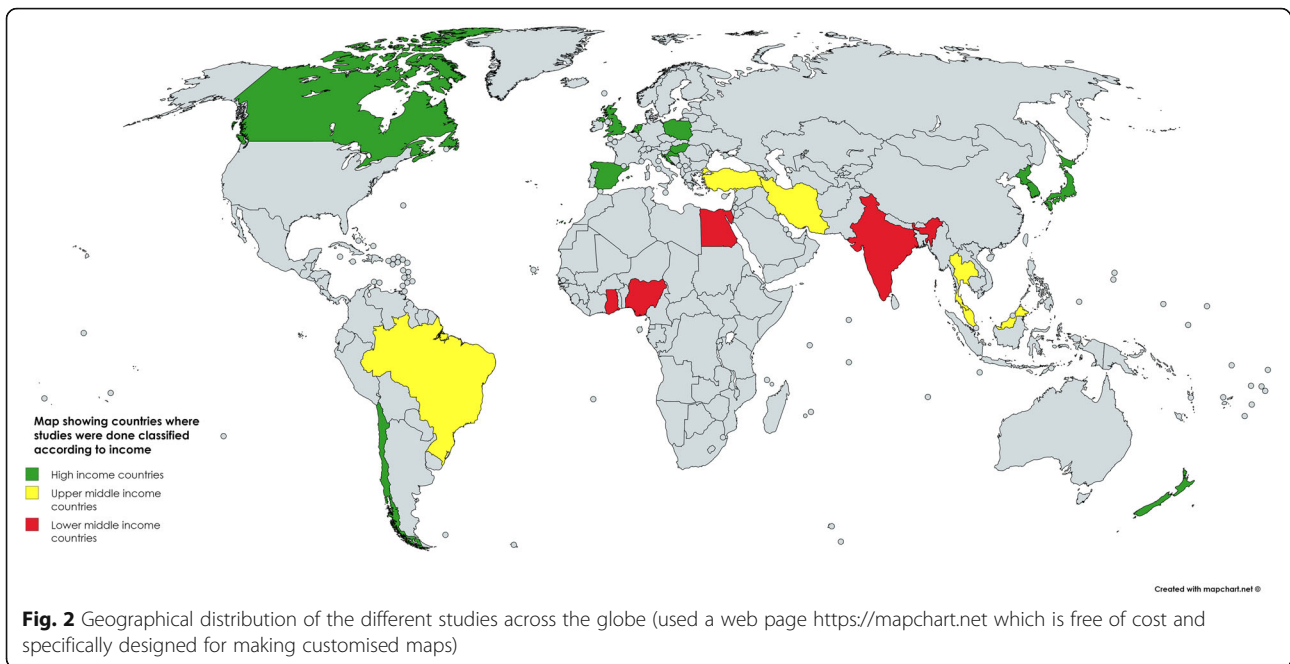 Map showing countries where
studies were done classified
according to income
High income countries
Upper middle income
countries
Lower middle income
countries
Created with mapchart.net ©
Fig. 2 Geographical distribution of the different studies across the globe (used a web page https://mapchart.net which is free of cost and
specifically designed for making customised maps)